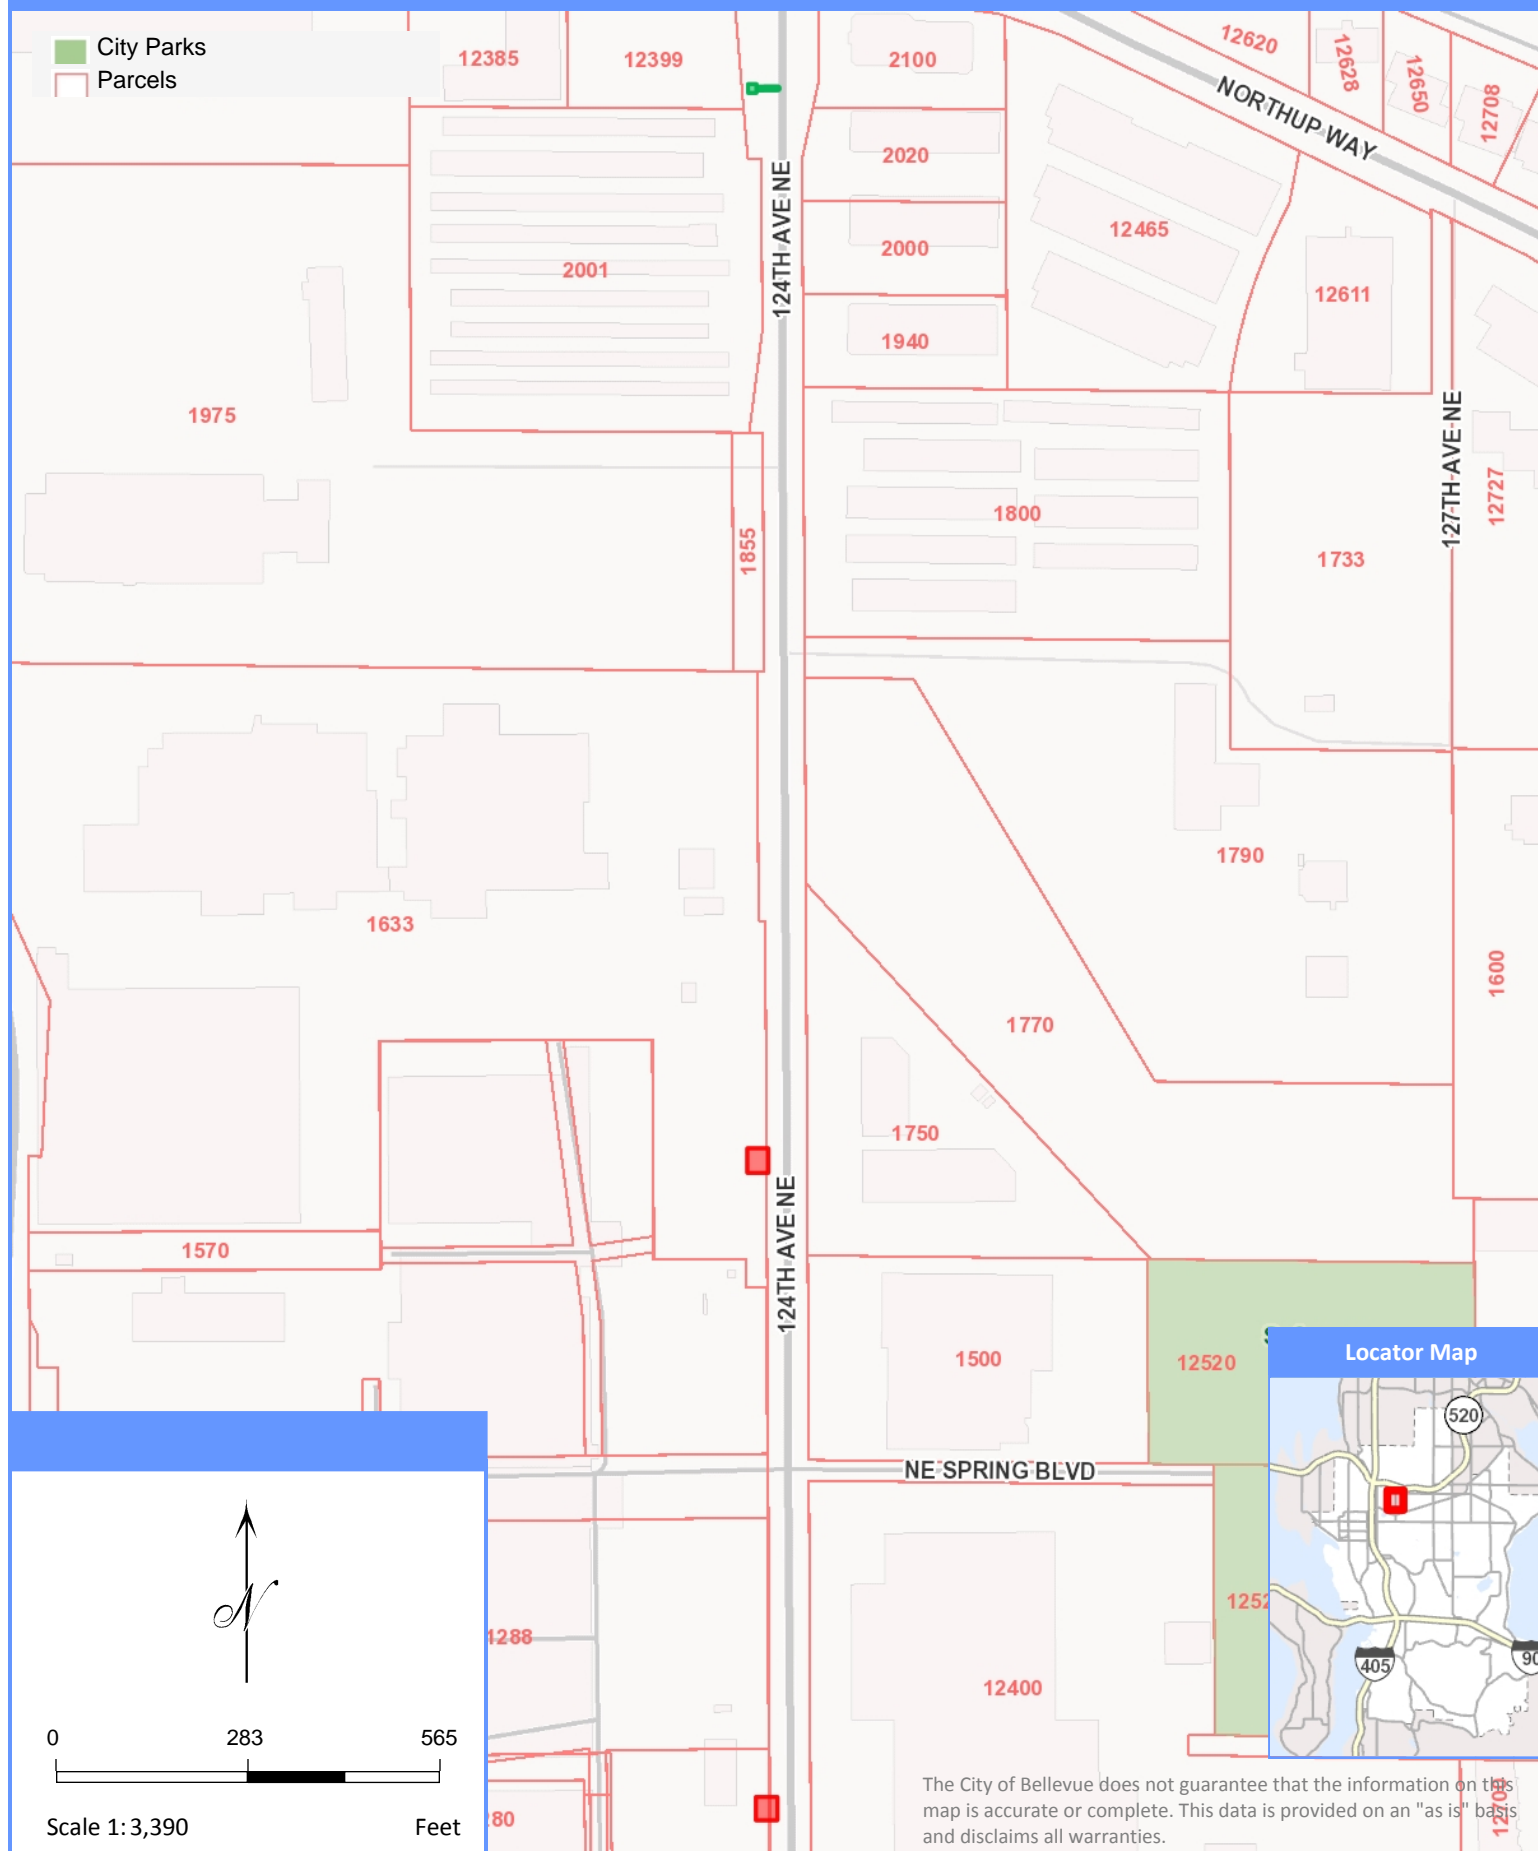 City Parks
Parcels
12385
12399
2100
12620
12628
12650
12708
NORTHUP WAY
124TH AVE NE
2020
2000
12465
2001
12611
1940
1975
127TH AVE NE
12727
1800
1855
1733
1790
1633
1600
1770
1750
124TH AVE NE
1570
1500
12520
Locator Map
520
NE SPRING BLVD
N
1288
12400
405
90
0 283 565
Scale 1: 3,390 Feet
The City of Bellevue does not guarantee that the information on this
map is accurate or complete. This data is provided on an "as is" basis
and disclaims all warranties.